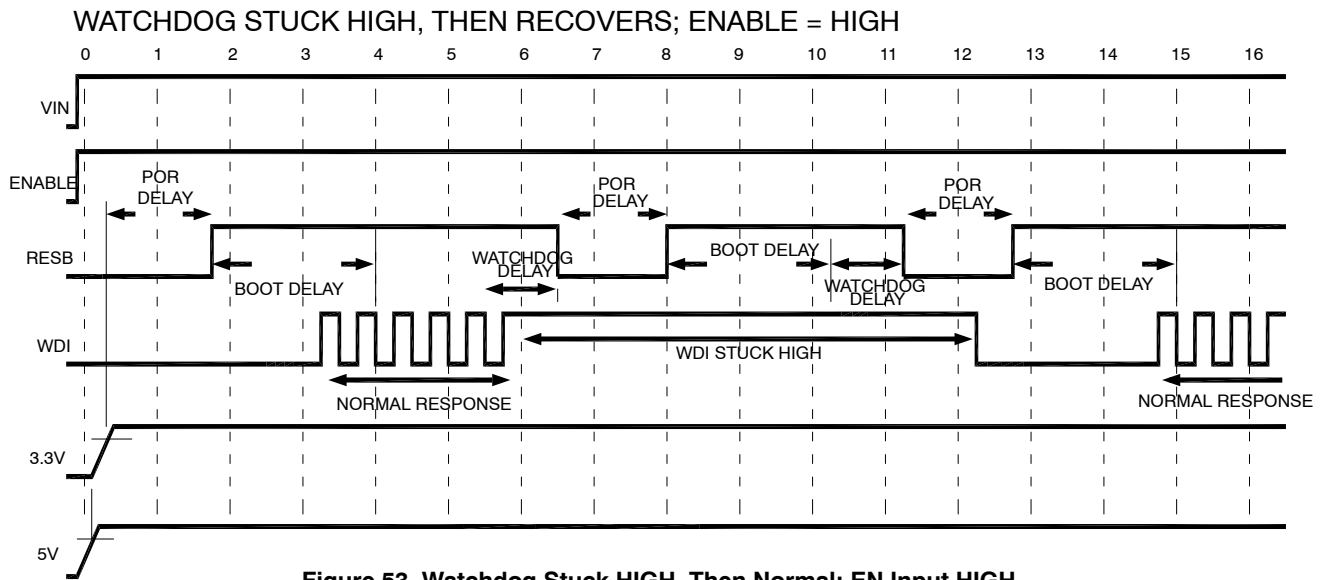 WATCHDOG STUCK HIGH, THEN RECOVERS; ENABLE = HIGH
0 1 2 3 4 5 6 7 8 9 10 11 12 13 14 15 16
VIN
ENABLE
POR DELAY
POR DELAY
POR DELAY
RESB
BOOT DELAY
WATCHDOG DELAY
BOOT DELAY
WATCHDOG DELAY
BOOT DELAY
WDI
WDI STUCK HIGH
NORMAL RESPONSE
NORMAL RESPONSE
3.3V
5V
Figure 53. Watchdog Stuck HIGH, Then Normal; EN Input HIGH